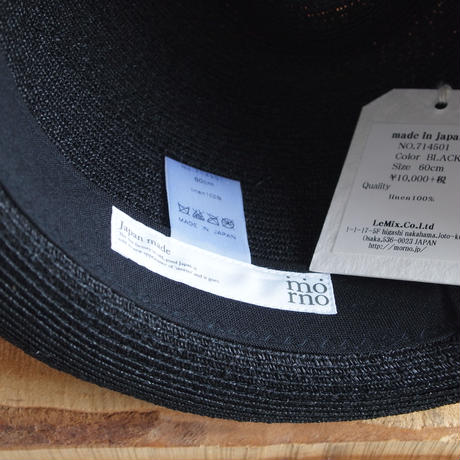 made in japan
NO.714501
Color BLACK
Size 60cm
¥10,000+税
Quality
linen100%
LeMix.Co.ltd
1-1-17-5F higashi nakahama,joto-ku
Osaka,536-0023 JAPAN
http://morno.jp/
60cm
linen100%
MADE IN JAPAN
Japan made
mo
rno